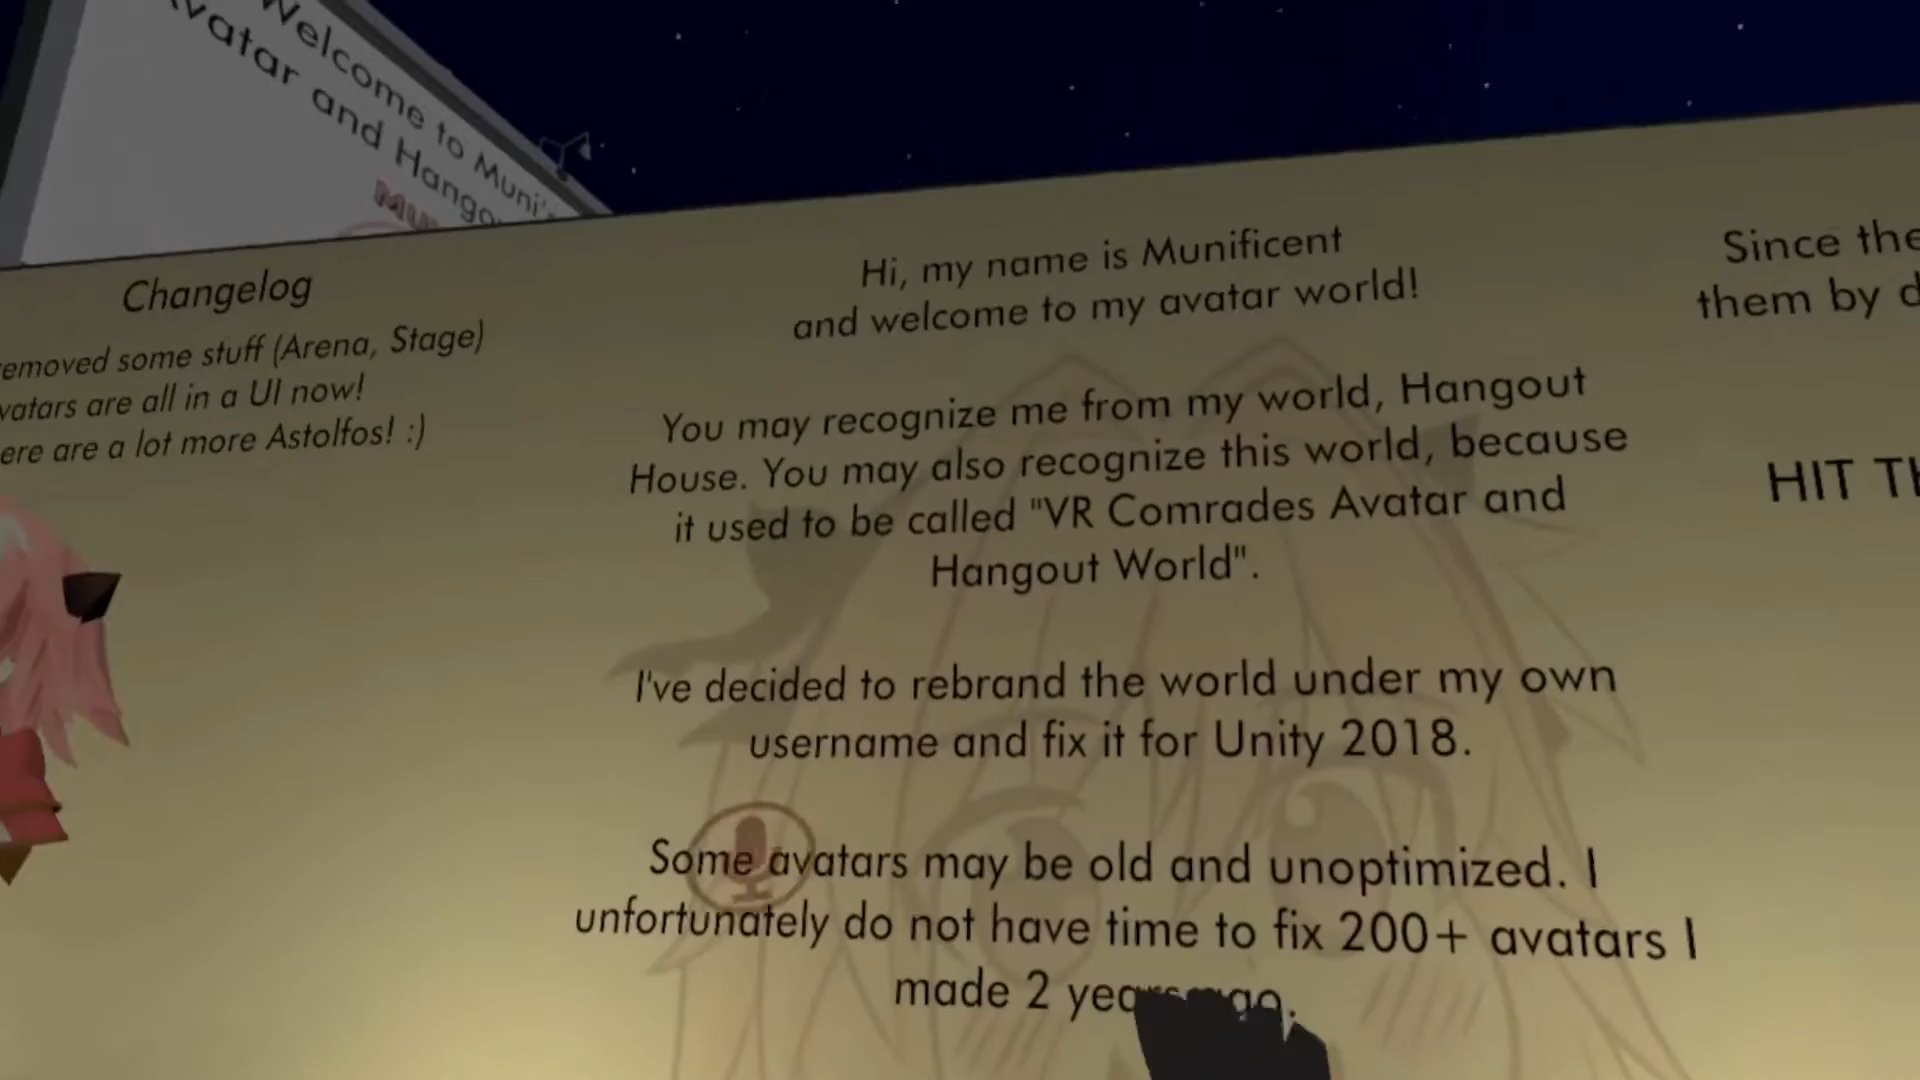 Welcome to Muni's
vatar and Hango
MU
Changelog
emoved some stuff (Arena, Stage)
vatars are all in a UI now!
ere are a lot more Astolfos! :)
Hi, my name is Munificent
and welcome to my avatar world!
You may recognize me from my world, Hangout
House. You may also recognize this world, because
it used to be called "VR Comrades Avatar and
Hangout World".
I've decided to rebrand the world under my own
username and fix it for Unity 2018.
Some avatars may be old and unoptimized. I
unfortunately do not have time to fix 200+ avatars I
made 2 years ago.
Since the
them by d
HIT TH